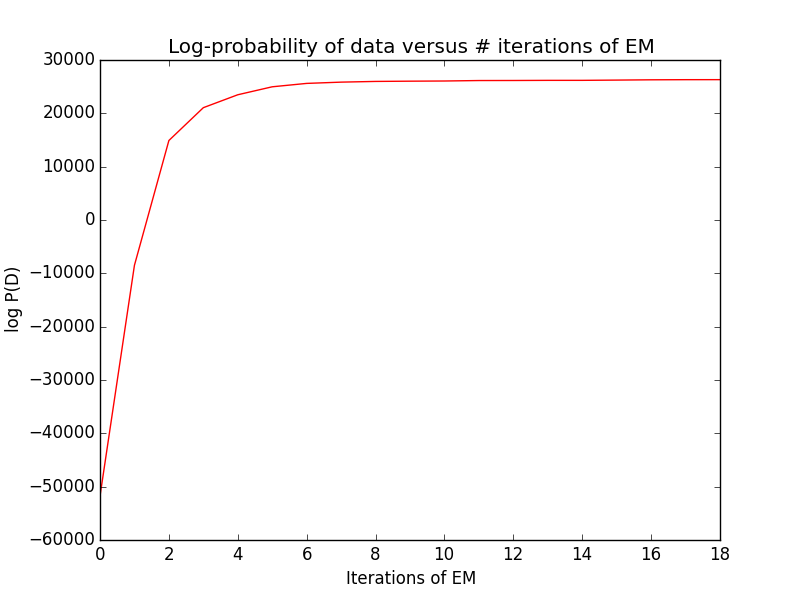 Log-probability of data versus # iterations of EM
30000
20000
10000
0
−10000
−20000
−30000
−40000
−50000
−60000
log P(D)
0 2 4 6 8 10 12 14 16 18
Iterations of EM